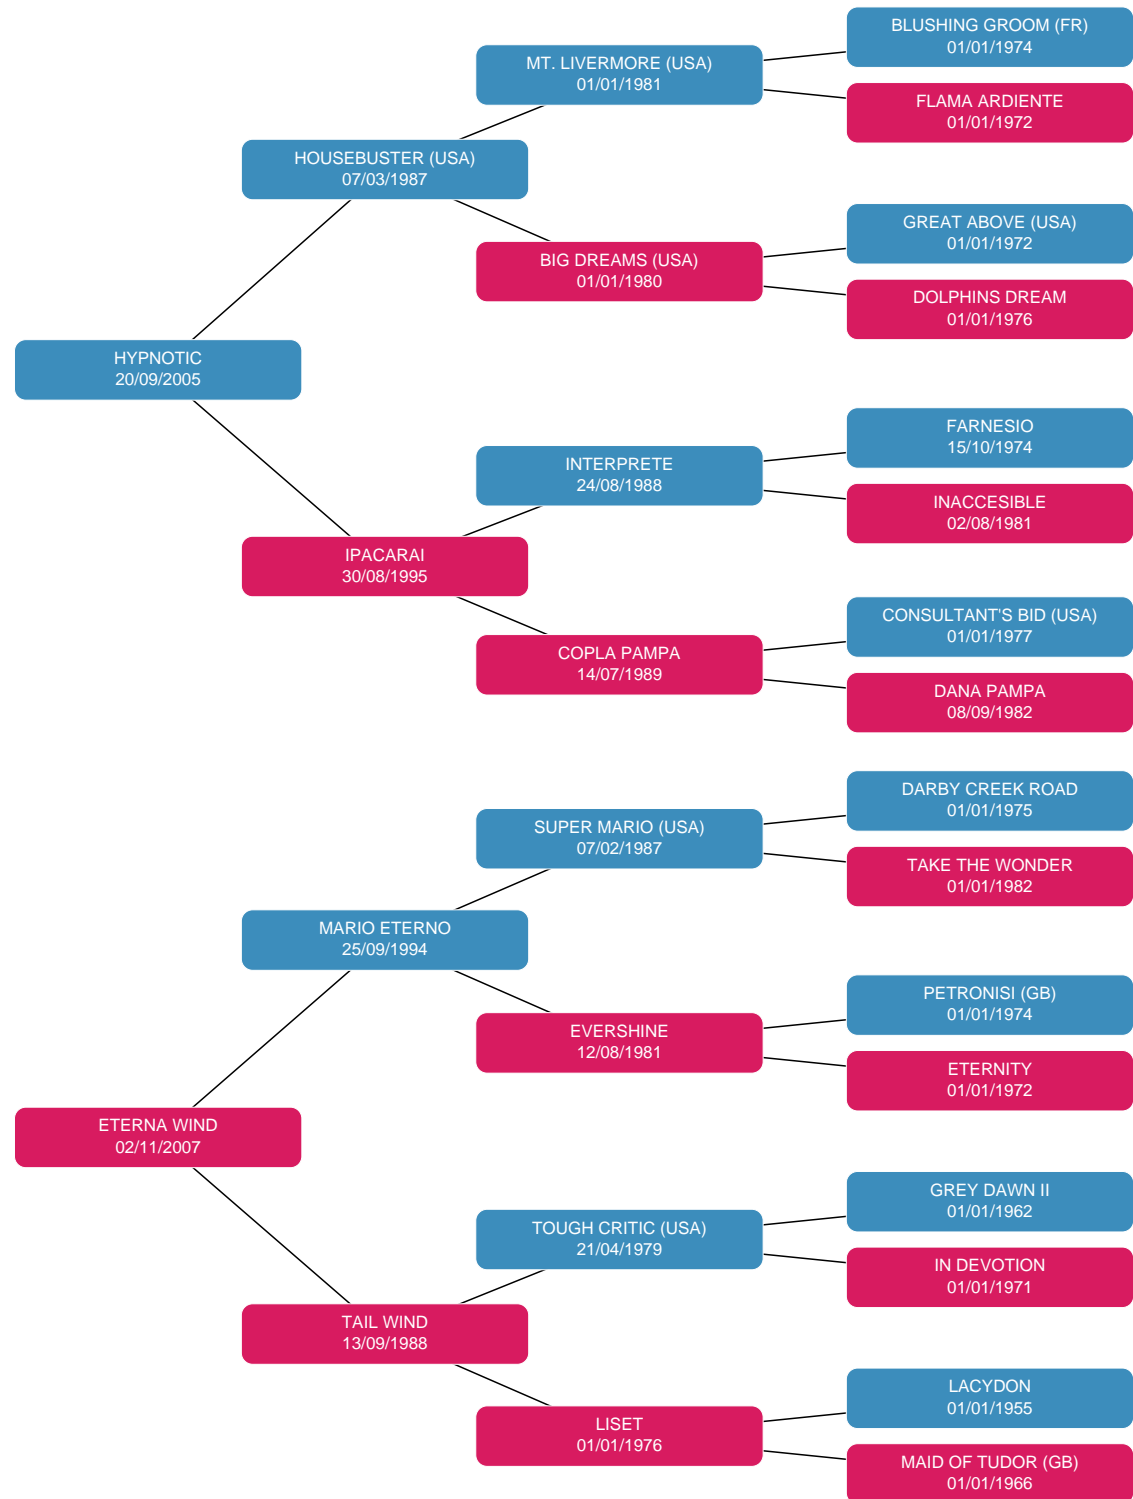 BLUSHING GROOM (FR)
01/01/1974
MT. LIVERMORE (USA)
01/01/1981
FLAMA ARDIENTE
01/01/1972
HOUSEBUSTER (USA)
07/03/1987
GREAT ABOVE (USA)
01/01/1972
BIG DREAMS (USA)
01/01/1980
DOLPHINS DREAM
01/01/1976
HYPNOTIC
20/09/2005
FARNESIO
15/10/1974
INTERPRETE
24/08/1988
INACCESIBLE
02/08/1981
IPACARAI
30/08/1995
CONSULTANT'S BID (USA)
01/01/1977
COPLA PAMPA
14/07/1989
DANA PAMPA
08/09/1982
DARBY CREEK ROAD
01/01/1975
SUPER MARIO (USA)
07/02/1987
TAKE THE WONDER
01/01/1982
MARIO ETERNO
25/09/1994
PETRONISI (GB)
01/01/1974
EVERSHINE
12/08/1981
ETERNITY
01/01/1972
ETERNA WIND
02/11/2007
GREY DAWN II
01/01/1962
TOUGH CRITIC (USA)
21/04/1979
IN DEVOTION
01/01/1971
TAIL WIND
13/09/1988
LACYDON
01/01/1955
LISET
01/01/1976
MAID OF TUDOR (GB)
01/01/1966